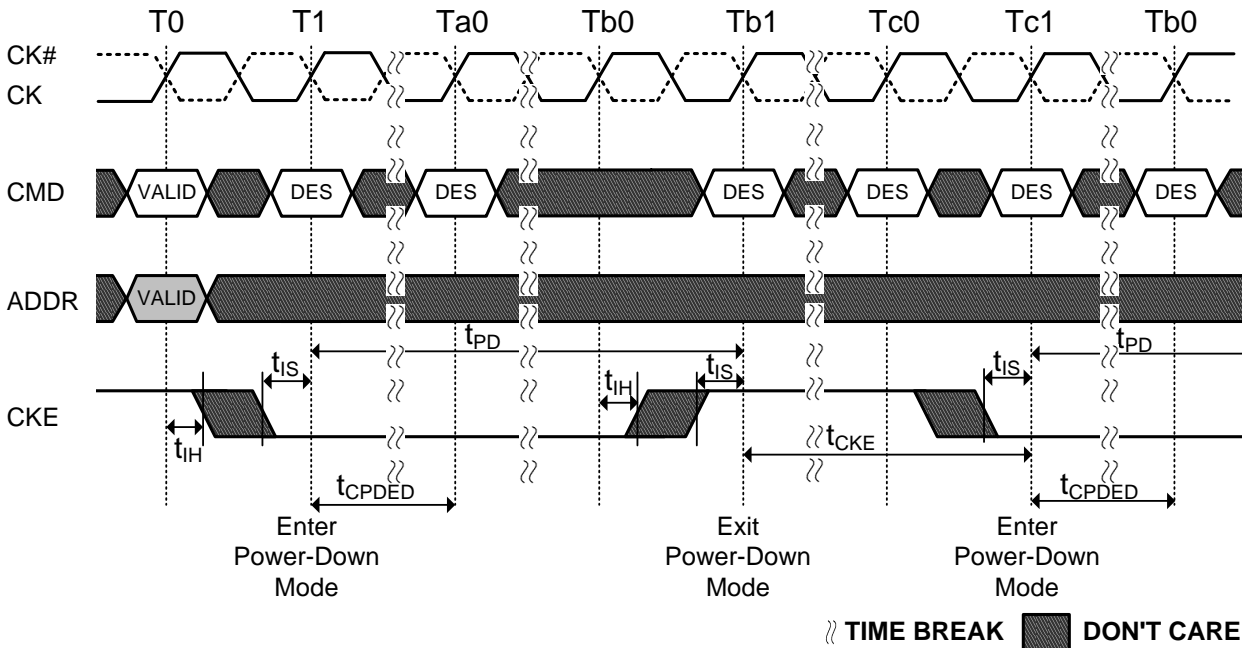 T0 T1 Ta0 Tb0 Tb1 Tc0 Tc1 Tb0
CK#
CK
CMD VALID DES DES DES DES DES DES
ADDR VALID
tPD tPD
tIS tIH tIS tIS
CKE
tIH tCKE
tCPDED tCPDED
Enter
Power-Down
Mode
Exit
Power-Down
Mode
Enter
Power-Down
Mode
TIME BREAK DON'T CARE